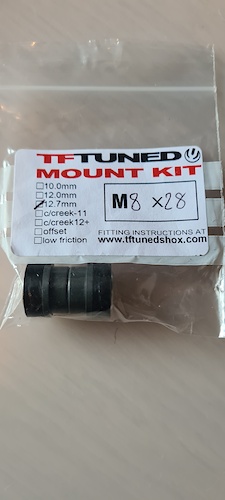 TFTUNED
MOUNT KIT
10.0mm
12.0mm
12.7mm
c/creek-11
c/creek12+
offset
low friction
M8 x28
FITTING INSTRUCTIONS AT
www.tftunedshox.com